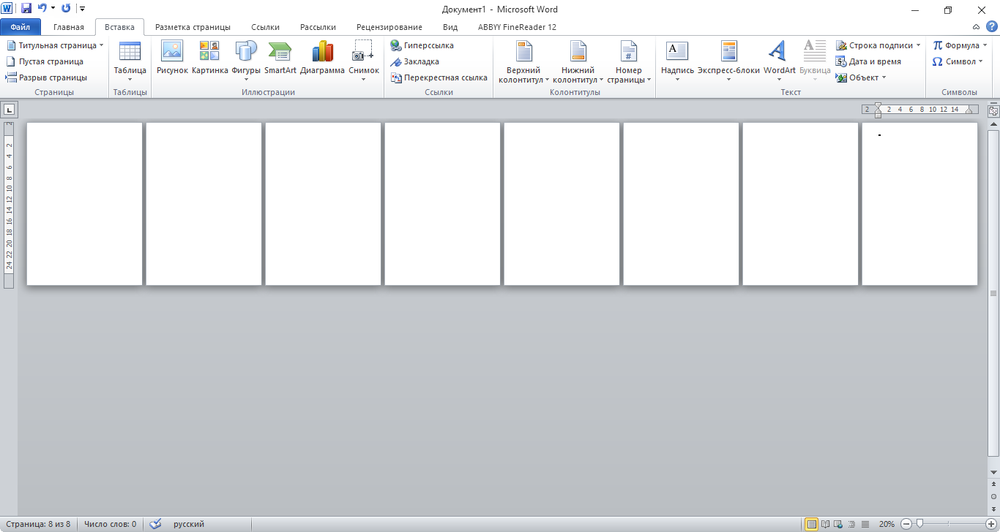 Документ1 - Microsoft Word
Файл Главная Вставка Разметка страницы Ссылки Рассылки Рецензирование Вид ABBYY FineReader 12
Титульная страница
Пустая страница
Разрыв страницы
Страницы
Таблица
Таблицы
Рисунок Картинка Фигуры SmartArt Диаграмма Снимок
Иллюстрации
Гиперссылка
Закладка
Перекрестная ссылка
Ссылки
Верхний колонтитул
Нижний колонтитул
Номер страницы
Колонтитулы
Надпись Экспресс-блоки WordArt Буквица
Строка подписи
Дата и время
Объект
Текст
π Формула
Ω Символ
Символы
2 2 4 6 8 10 12 14
2
2
4
6
8
10
12
14
16
18
20
22
24
Страница: 8 из 8 Число слов: 0 русский 20%